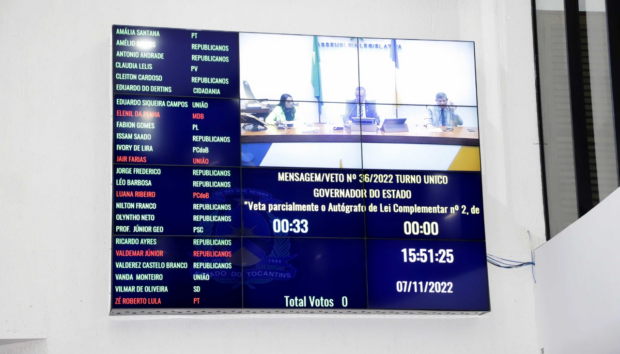 AMÁLIA SANTANA PT
AMÉLIO REPUBLICANOS
ANTONIO ANDRADE REPUBLICANOS
CLAUDIA LELIS PV
CLEITON CARDOSO REPUBLICANOS
EDUARDO DO DERTINS CIDADANIA
EDUARDO SIQUEIRA CAMPOS UNIÃO
ELENIL DA PENHA MDB
FABION GOMES PL
ISSAM SAADO REPUBLICANOS
IVORY DE LIRA PCdoB
JAIR FARIAS UNIÃO
JORGE FREDERICO REPUBLICANOS
LÉO BARBOSA REPUBLICANOS
LUANA RIBEIRO PCdoB
NILTON FRANCO REPUBLICANOS
OLYNTHO NETO REPUBLICANOS
PROF. JÚNIOR GEO PSC
RICARDO AYRES REPUBLICANOS
VALDEMAR JÚNIOR REPUBLICANOS
VALDEREZ CASTELO BRANCO REPUBLICANOS
VANDA MONTEIRO UNIÃO
VILMAR DE OLIVEIRA SD
ZÉ ROBERTO LULA PT
MENSAGEM/VETO Nº 36/2022 TURNO UNICO
GOVERNADOR DO ESTADO
"Veta parcialmente o Autógrafo de Lei Complementar nº 2, de
00:33 00:00
15:51:25
07/11/2022
DO TOCANTINS
Total Votos 0